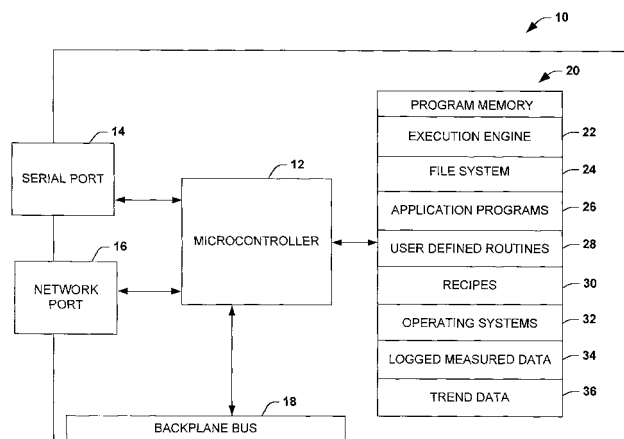 10
20
PROGRAM MEMORY
EXECUTION ENGINE
22
14
12
FILE SYSTEM
24
SERIAL PORT
APPLICATION PROGRAMS
26
MICROCONTROLLER
USER DEFINED ROUTINES
28
16
NETWORK
PORT
RECIPES
30
OPERATING SYSTEMS
32
LOGGED MEASURED DATA
34
18
TREND DATA
36
BACKPLANE BUS